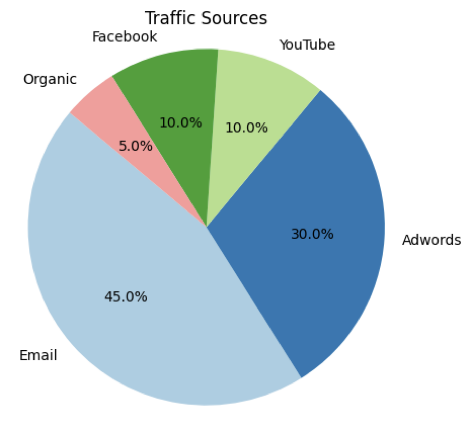 Traffic Sources
Facebook
YouTube
Organic
10.0%
10.0%
5.0%
30.0%
Adwords
45.0%
Email